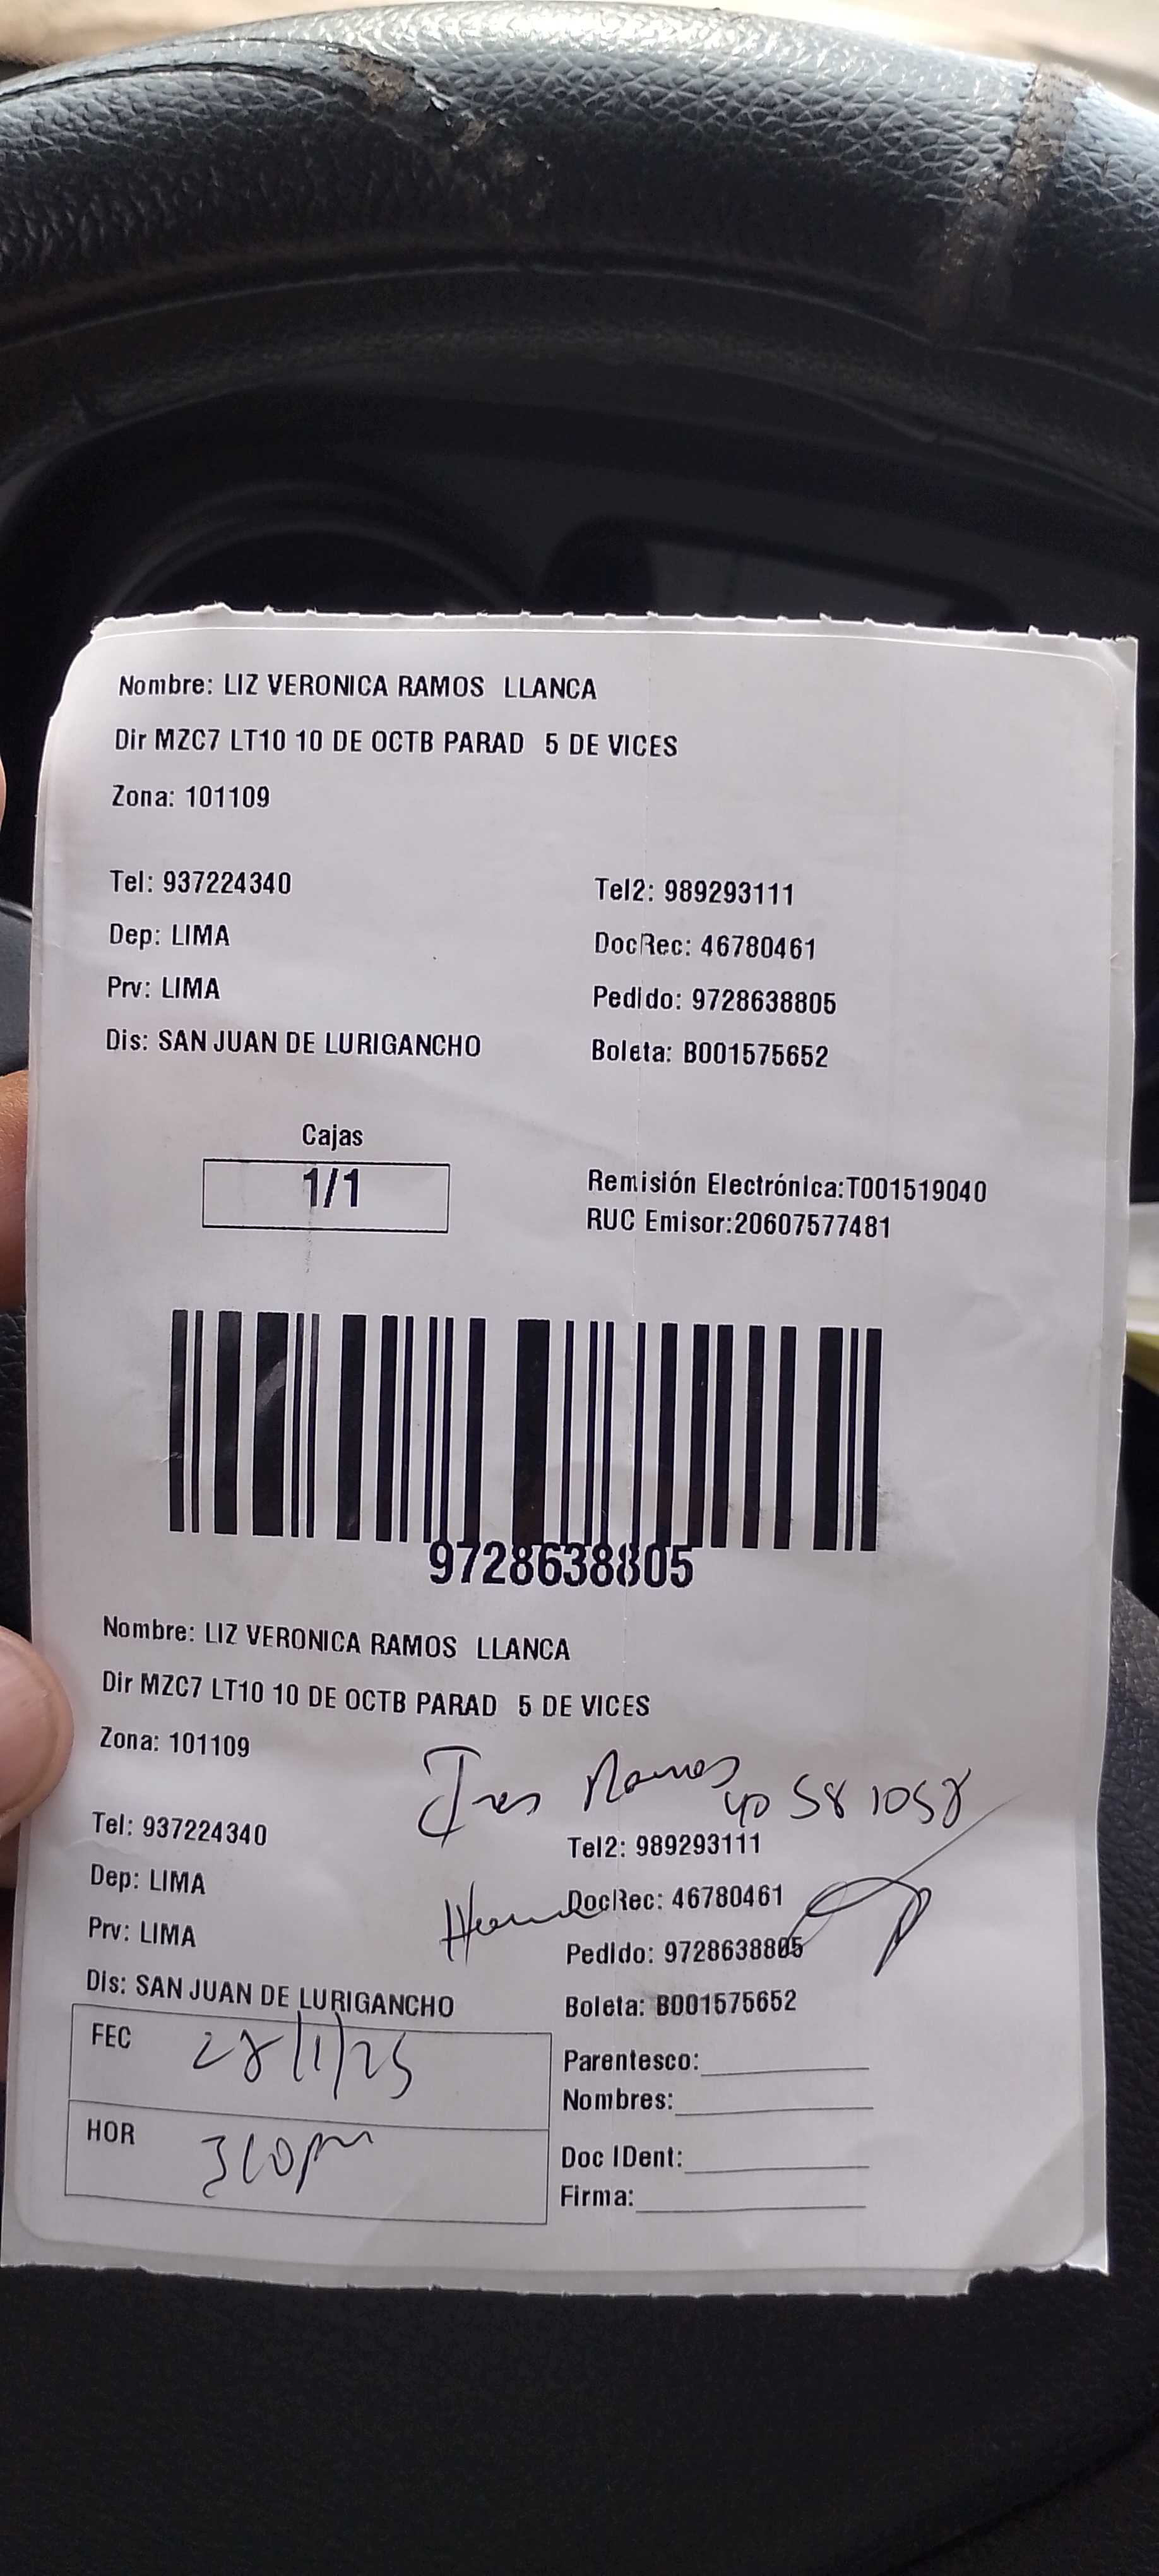 Nombre: LIZ VERONICA RAMOS LLANCA
Dir MZC7 LT10 10 DE OCTB PARAD 5 DE VICES
Zona: 101109
Tel: 937224340 Tel2: 989293111
Dep: LIMA DocRec: 46780461
Prv: LIMA Pedido: 9728638805
Dis: SAN JUAN DE LURIGANCHO Boleta: B001575652
Cajas
1/1
Remisión Electrónica:T001519040
RUC Emisor:20607577481
9728638805
Nombre: LIZ VERONICA RAMOS LLANCA
Dir MZC7 LT10 10 DE OCTB PARAD 5 DE VICES
Zona: 101109
Ramos
40581058
Tel: 937224340 Tel2: 989293111
Dep: LIMA DocRec: 46780461
Prv: LIMA Pedido: 9728638805
Dis: SAN JUAN DE LURIGANCHO Boleta: B001575652
FEC 28/1/25
HOR 310pm
Parentesco:
Nombres:
Doc IDent:
Firma: